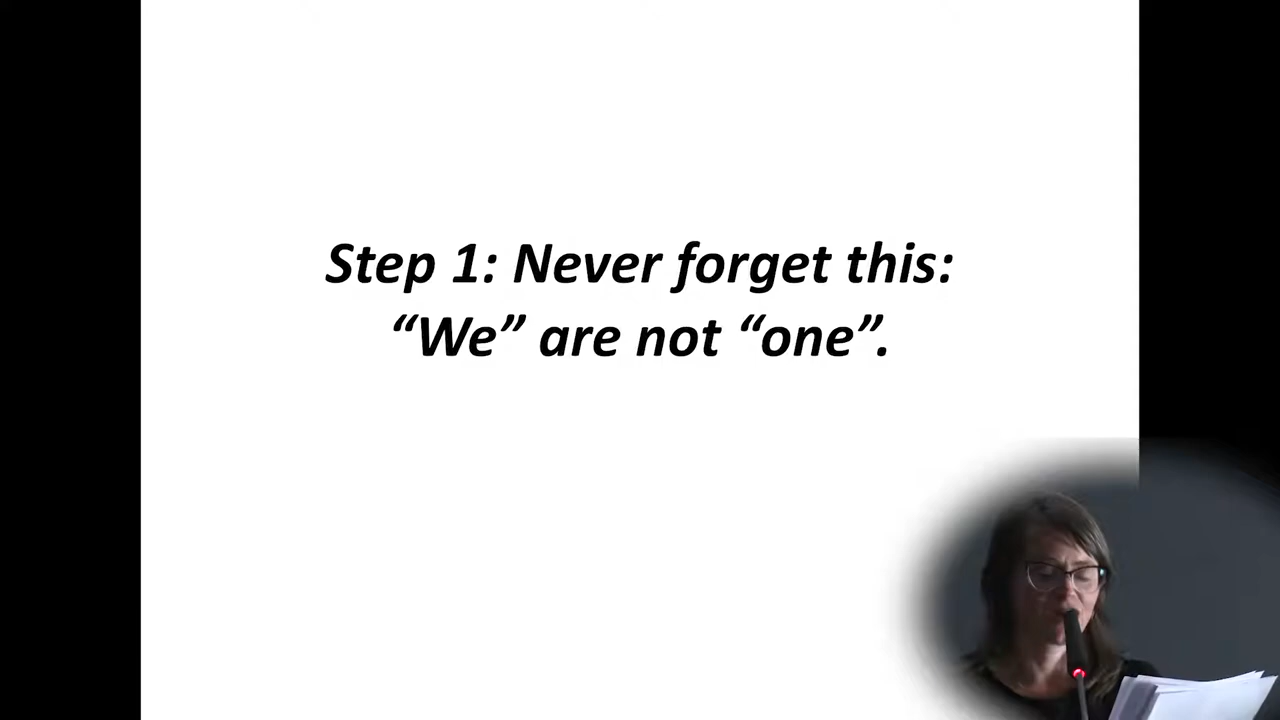 Step 1: Never forget this:
“We” are not “one”.